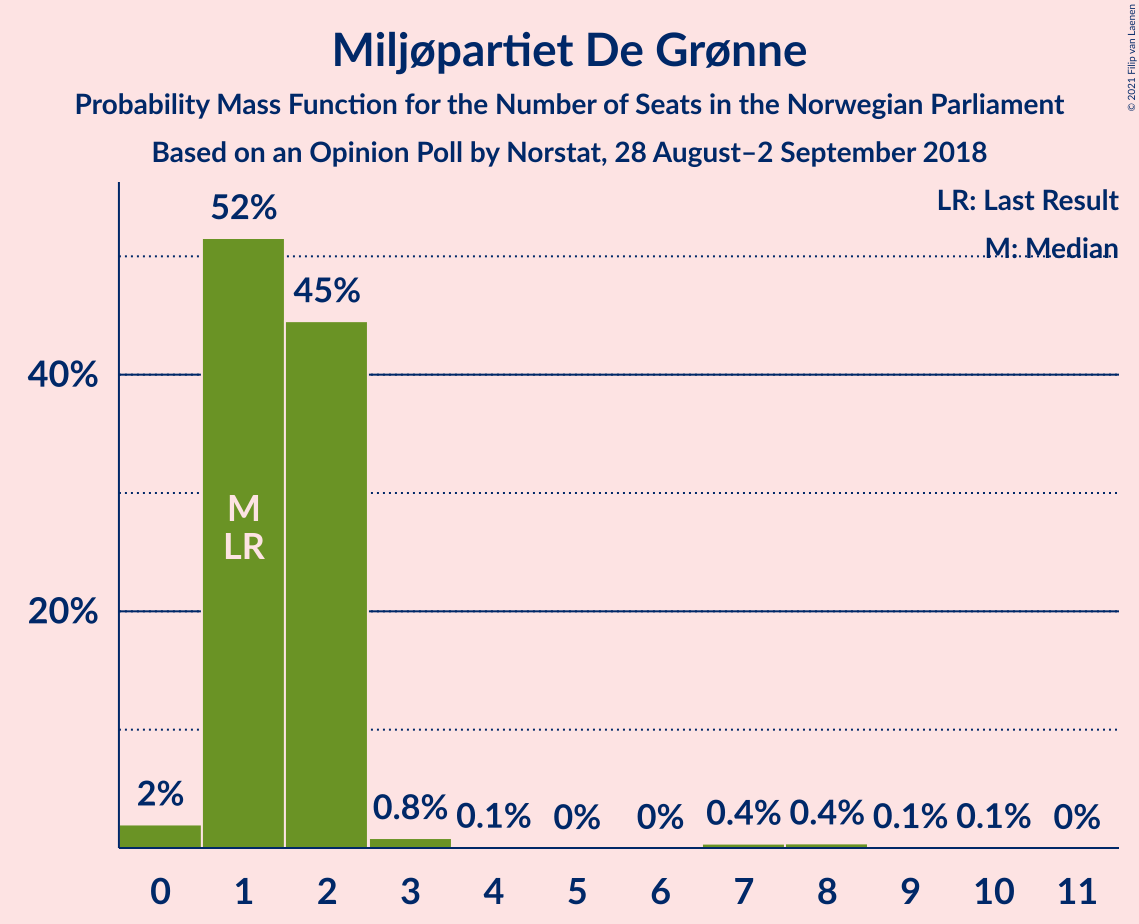 Miljøpartiet De Grønne
Probability Mass Function for the Number of Seats in the Norwegian Parliament
Based on an Opinion Poll by Norstat, 28 August–2 September 2018
© 2021 Filip van Laenen
LR: Last Result
M: Median
52%
45%
40%
M
LR
20%
2%
0.8%
0.1%
0%
0%
0.4%
0.4%
0.1%
0.1%
0%
0 1 2 3 4 5 6 7 8 9 10 11